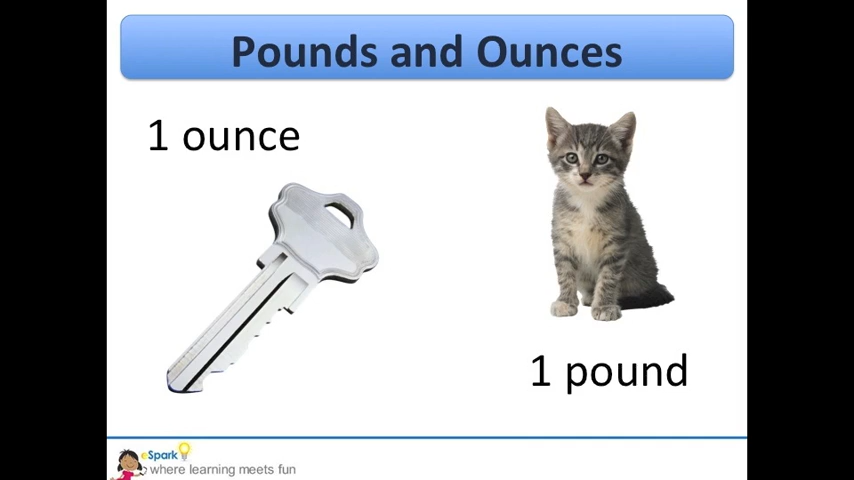 Pounds and Ounces
1 ounce
1 pound
eSpark
where learning meets fun